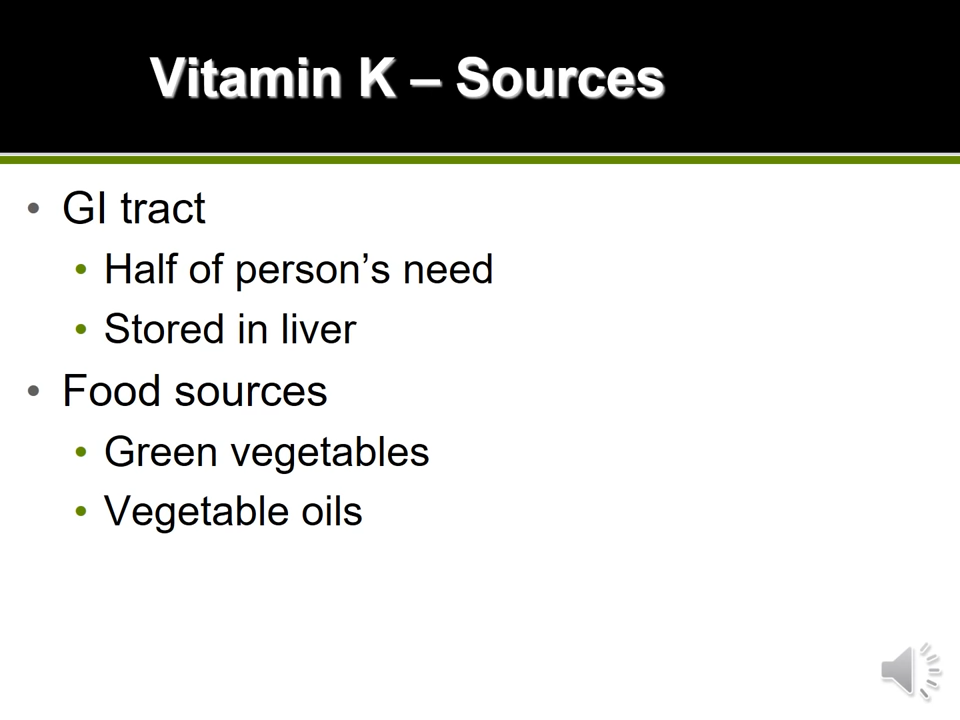 Vitamin K – Sources
• GI tract
• Half of person’s need
• Stored in liver
• Food sources
• Green vegetables
• Vegetable oils